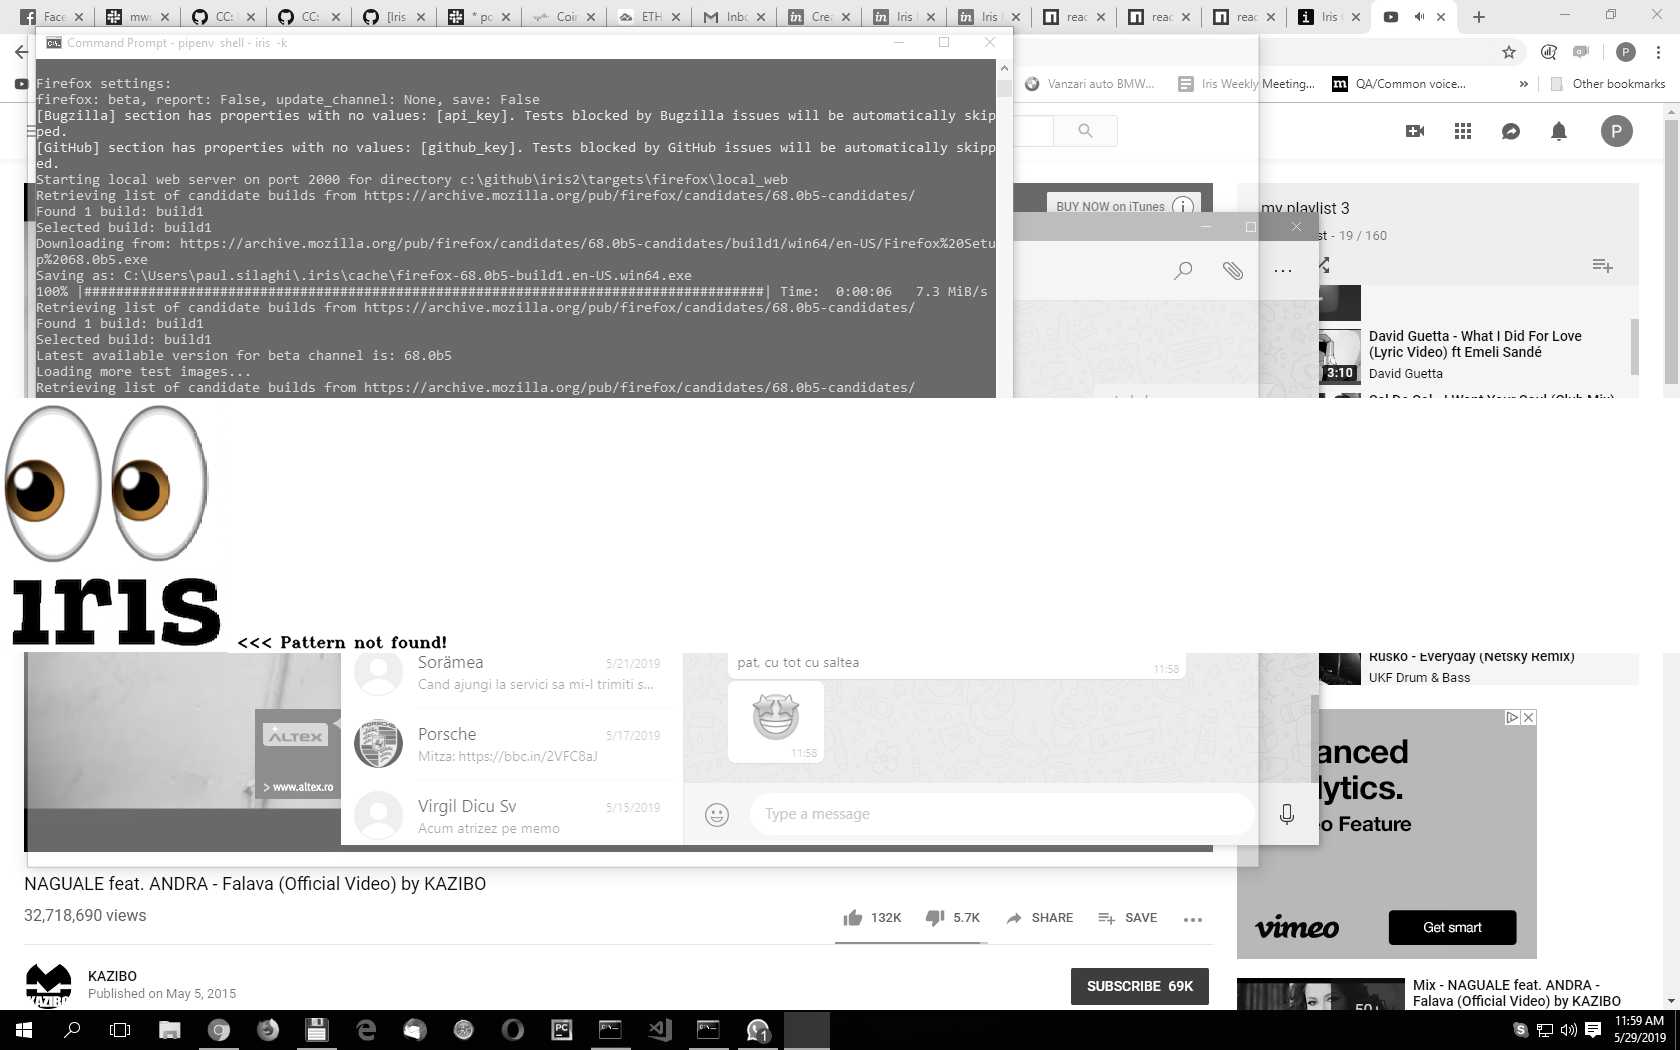 Face
mw
CC:
CC:
[Iris
* po
Coin
ETH
Inb
Crea
Iris
Iris
reac
reac
reac
Iris
Command Prompt - pipenv shell - iris -k
Vanzari auto BMW...
Iris Weekly Meeting...
QA/Common voice...
»
Other bookmarks
P
Firefox settings:
firefox: beta, report: False, update_channel: None, save: False
[Bugzilla] section has properties with no values: [api_key]. Tests blocked by Bugzilla issues will be automatically skip
ped.
[GitHub] section has properties with no values: [github_key]. Tests blocked by GitHub issues will be automatically skipp
ed.
Starting local web server on port 2000 for directory c:\github\iris2\targets\firefox\local_web
Retrieving list of candidate builds from https://archive.mozilla.org/pub/firefox/candidates/68.0b5-candidates/
Found 1 build: build1
Selected build: build1
Downloading from: https://archive.mozilla.org/pub/firefox/candidates/68.0b5-candidates/build1/win64/en-US/Firefox%20Setu
p%2068.0b5.exe
Saving as: C:\Users\paul.silaghi\.iris\cache\firefox-68.0b5-build1.en-US.win64.exe
100% |#####################################################################################| Time:  0:00:06   7.3 MiB/s
Retrieving list of candidate builds from https://archive.mozilla.org/pub/firefox/candidates/68.0b5-candidates/
Found 1 build: build1
Selected build: build1
Latest available version for beta channel is: 68.0b5
Loading more test images...
Retrieving list of candidate builds from https://archive.mozilla.org/pub/firefox/candidates/68.0b5-candidates/
P
BUY NOW on iTunes
my playlist 3
st - 19 / 160
David Guetta - What I Did For Love
(Lyric Video) ft Emeli Sandé
David Guetta
3:10
iris
<<< Pattern not found!
Rusko - Everyday (Netsky Remix)
UKF Drum & Bass
Sorämea
5/21/2019
Cand ajungi la servici sa mi-l trimiti s...
Porsche
5/17/2019
Mitza: https://bbc.in/2VFC8aJ
Virgil Dicu Sv
5/15/2019
Acum atrizez pe memo
pat. cu tot cu saltea
11:58
11:58
Type a message
ALTEX
> www.altex.ro
anced
lytics.
o Feature
vimeo
Get smart
NAGUALE feat. ANDRA - Falava (Official Video) by KAZIBO
32,718,690 views
132K
5.7K
SHARE
SAVE
KAZIBO
KAZIBO
Published on May 5, 2015
SUBSCRIBE 69K
Mix - NAGUALE feat. ANDRA -
Falava (Official Video) by KAZIBO
50+
PC
1
11:59 AM
5/29/2019